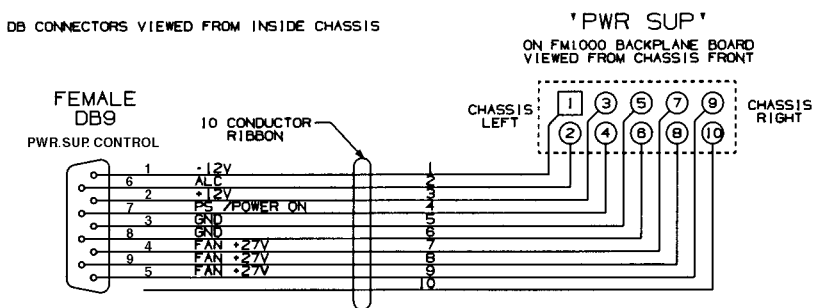 DB CONNECTORS VIEWED FROM INSIDE CHASSIS
'PWR SUP'
ON FM1000 BACKPLANE BOARD
VIEWED FROM CHASSIS FRONT
FEMALE
DB9
PWR.SUP. CONTROL
10 CONDUCTOR
RIBBON
CHASSIS
LEFT
1 3 5 7 9
2 4 6 8 10
CHASSIS
RIGHT
1 -12V 1
6 ALC 2
2 +12V 3
7 PS /POWER ON 4
3 GND 5
8 GND 6
4 FAN +27V 7
9 FAN +27V 8
5 FAN +27V 9
10